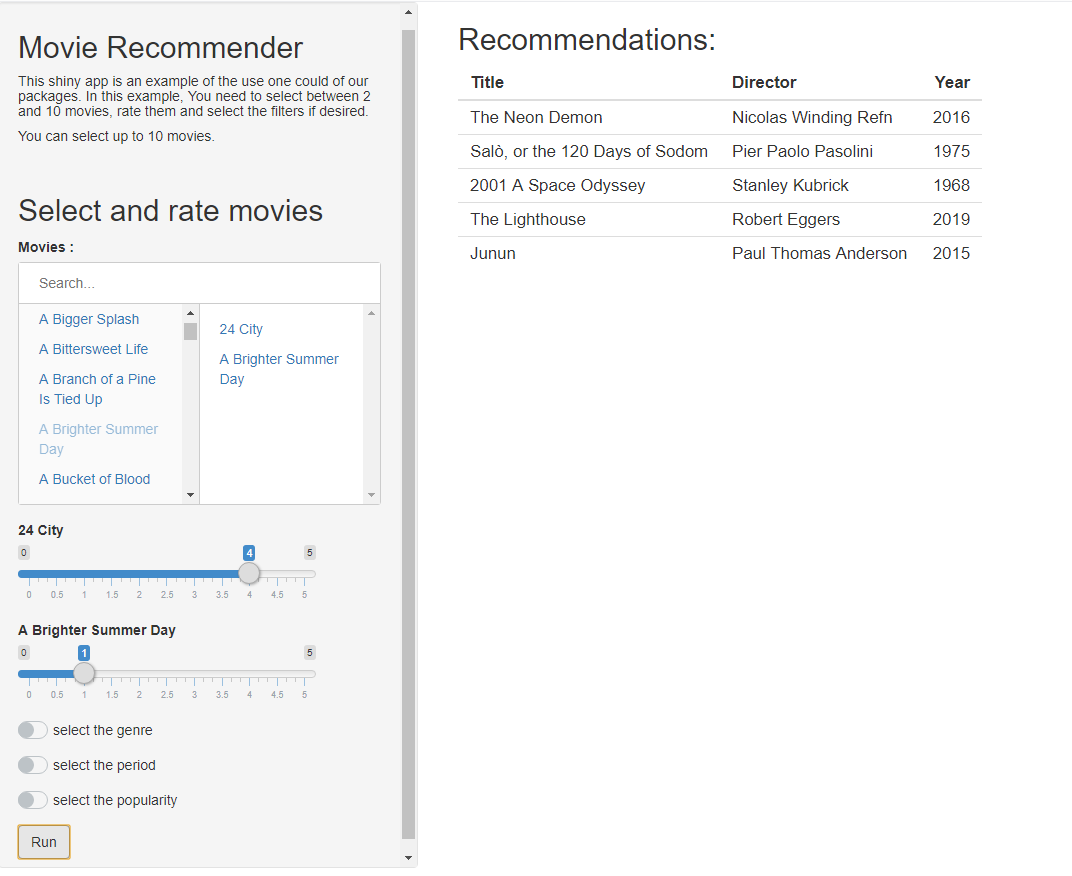 Movie Recommender
This shiny app is an example of the use one could of our
packages. In this example, You need to select between 2
and 10 movies, rate them and select the filters if desired.
You can select up to 10 movies.
Select and rate movies
Movies :
Search...
A Bigger Splash
A Bittersweet Life
A Branch of a Pine
Is Tied Up
A Brighter Summer
Day
A Bucket of Blood
24 City
A Brighter Summer
Day
24 City
0 4 5
0 0.5 1 1.5 2 2.5 3 3.5 4 4.5 5
A Brighter Summer Day
0 1 5
0 0.5 1 1.5 2 2.5 3 3.5 4 4.5 5
select the genre
select the period
select the popularity
Run
Recommendations:
Title Director Year
The Neon Demon Nicolas Winding Refn 2016
Salò, or the 120 Days of Sodom Pier Paolo Pasolini 1975
2001 A Space Odyssey Stanley Kubrick 1968
The Lighthouse Robert Eggers 2019
Junun Paul Thomas Anderson 2015